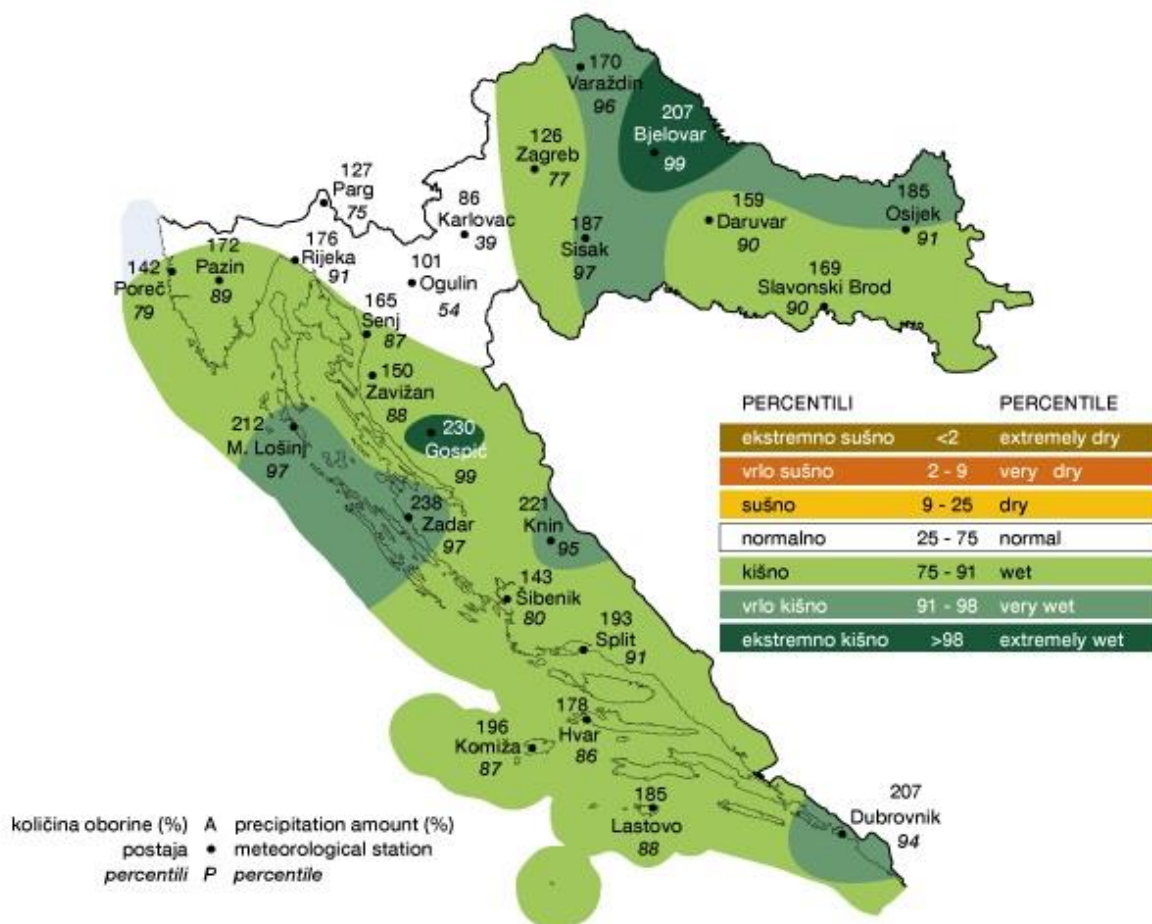 170
Varaždin
96
207
Bjelovar
99
126
Zagreb
77
127
Parg
75
86
Karlovac
39
159
Daruvar
90
185
Osijek
91
187
Sisak
97
172
Pazin
89
176
Rijeka
91
142
Poreč
79
101
Ogulin
54
169
Slavonski Brod
90
165
Senj
87
150
Zavižan
88
212
M. Lošinj
97
230
Gospić
99
238
Zadar
97
221
Knin
95
143
Šibenik
80
193
Split
91
178
Hvar
86
196
Komiža
87
185
Lastovo
88
207
Dubrovnik
94
PERCENTILI PERCENTILE
ekstremno sušno <2 extremely dry
vrlo sušno 2 - 9 very dry
sušno 9 - 25 dry
normalno 25 - 75 normal
kišno 75 - 91 wet
vrlo kišno 91 - 98 very wet
ekstremno kišno >98 extremely wet
količina oborine (%) A precipitation amount (%)
postaja • meteorological station
percentili P percentile